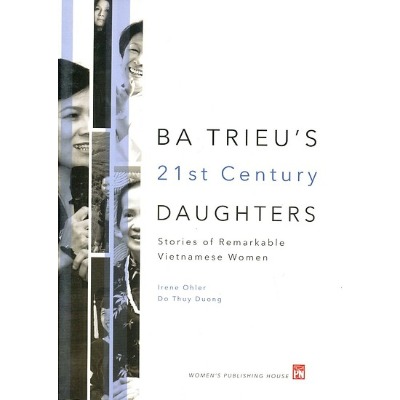 BA TRIEU'S
21st Century
DAUGHTERS
Stories of Remarkable
Vietnamese Women
Irene Ohler
Do Thuy Duong
WOMEN'S PUBLISHING HOUSE
PN